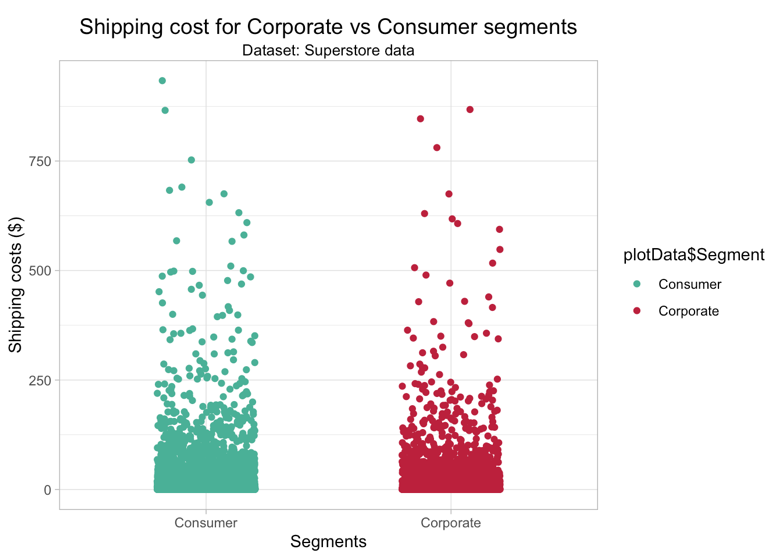 Shipping cost for Corporate vs Consumer segments
Dataset: Superstore data
750
500
250
0
Shipping costs ($)
Consumer
Corporate
Segments
plotData$Segment
Consumer
Corporate